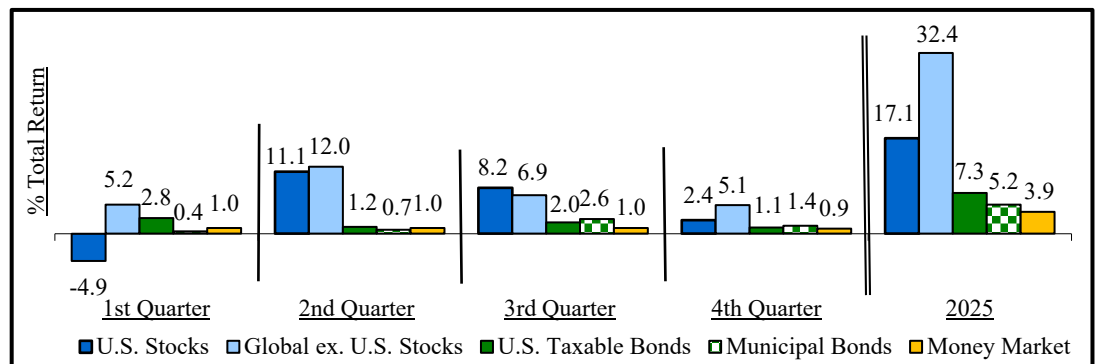 % Total Return
-4.9 5.2 2.8 0.4 1.0
11.1 12.0 1.2 0.7 1.0
8.2 6.9 2.0 2.6 1.0
2.4 5.1 1.1 1.4 0.9
17.1 32.4 7.3 5.2 3.9
1st Quarter 2nd Quarter 3rd Quarter 4th Quarter 2025
U.S. Stocks Global ex. U.S. Stocks U.S. Taxable Bonds Municipal Bonds Money Market